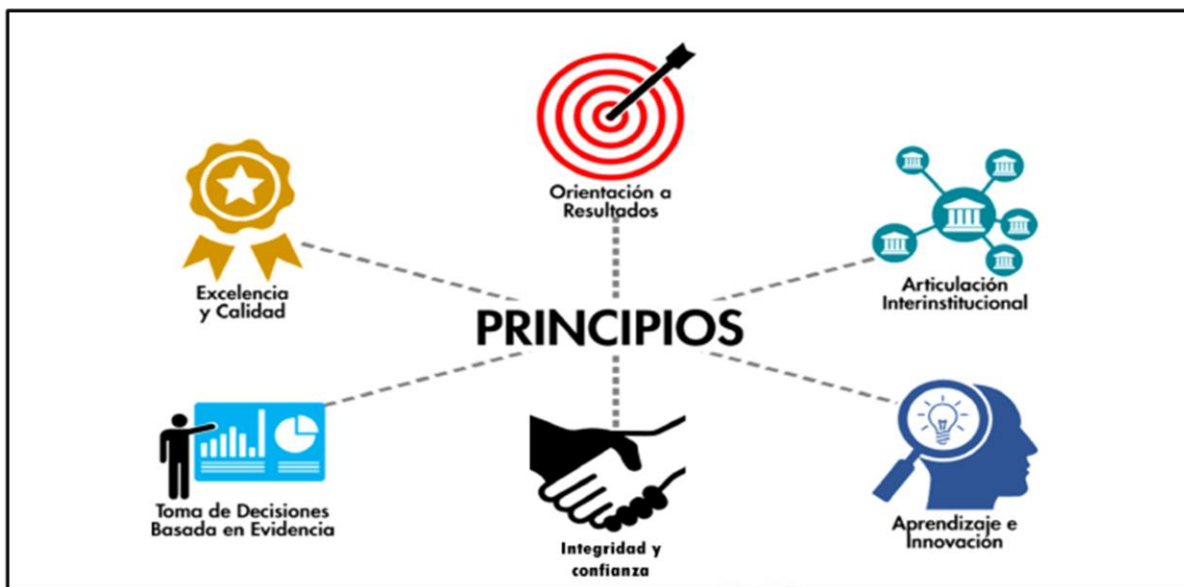 Orientación a
Resultados
Excelencia
y Calidad
Articulación
Interinstitucional
PRINCIPIOS
Toma de Decisiones
Basada en Evidencia
Integridad y
confianza
Aprendizaje e
Innovación